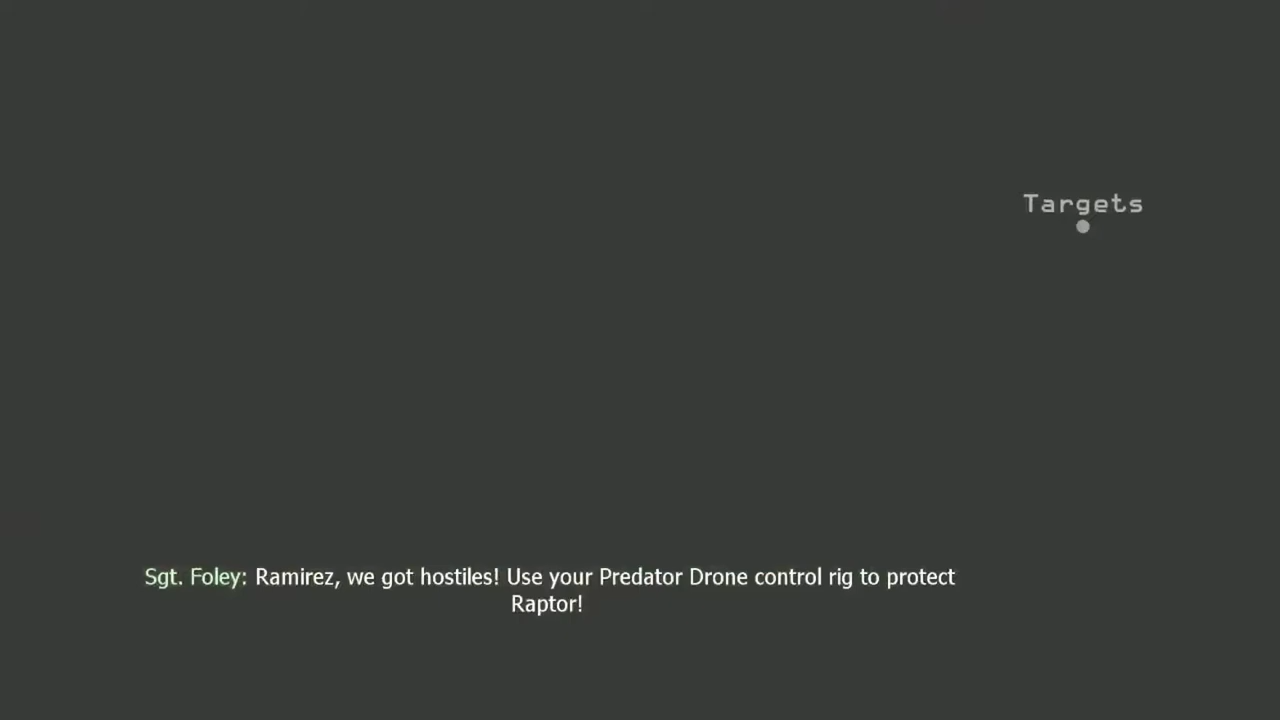 Targets
Sgt. Foley: Ramirez, we got hostiles! Use your Predator Drone control rig to protect
Raptor!